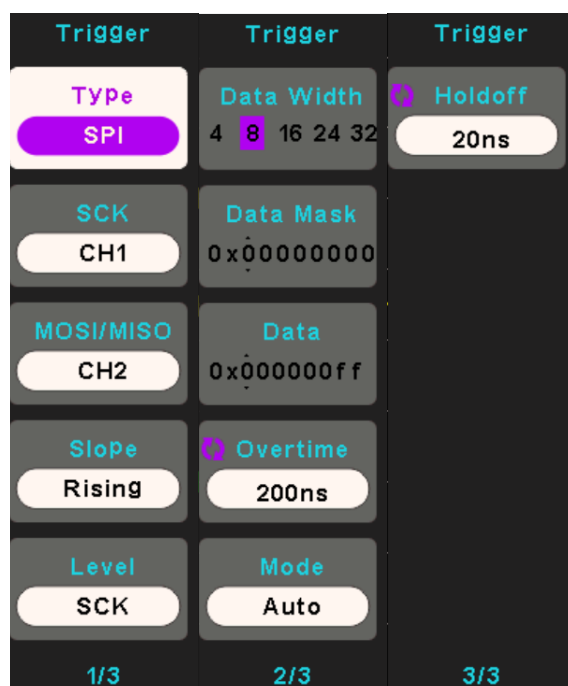 Trigger
Type
SPI
SCK
CH1
MOSI/MISO
CH2
Slope
Rising
Level
SCK
1/3
Trigger
Data Width
4 8 16 24 32
Data Mask
0x00000000
Data
0x000000ff
Overtime
200ns
Mode
Auto
2/3
Trigger
Holdoff
20ns
3/3